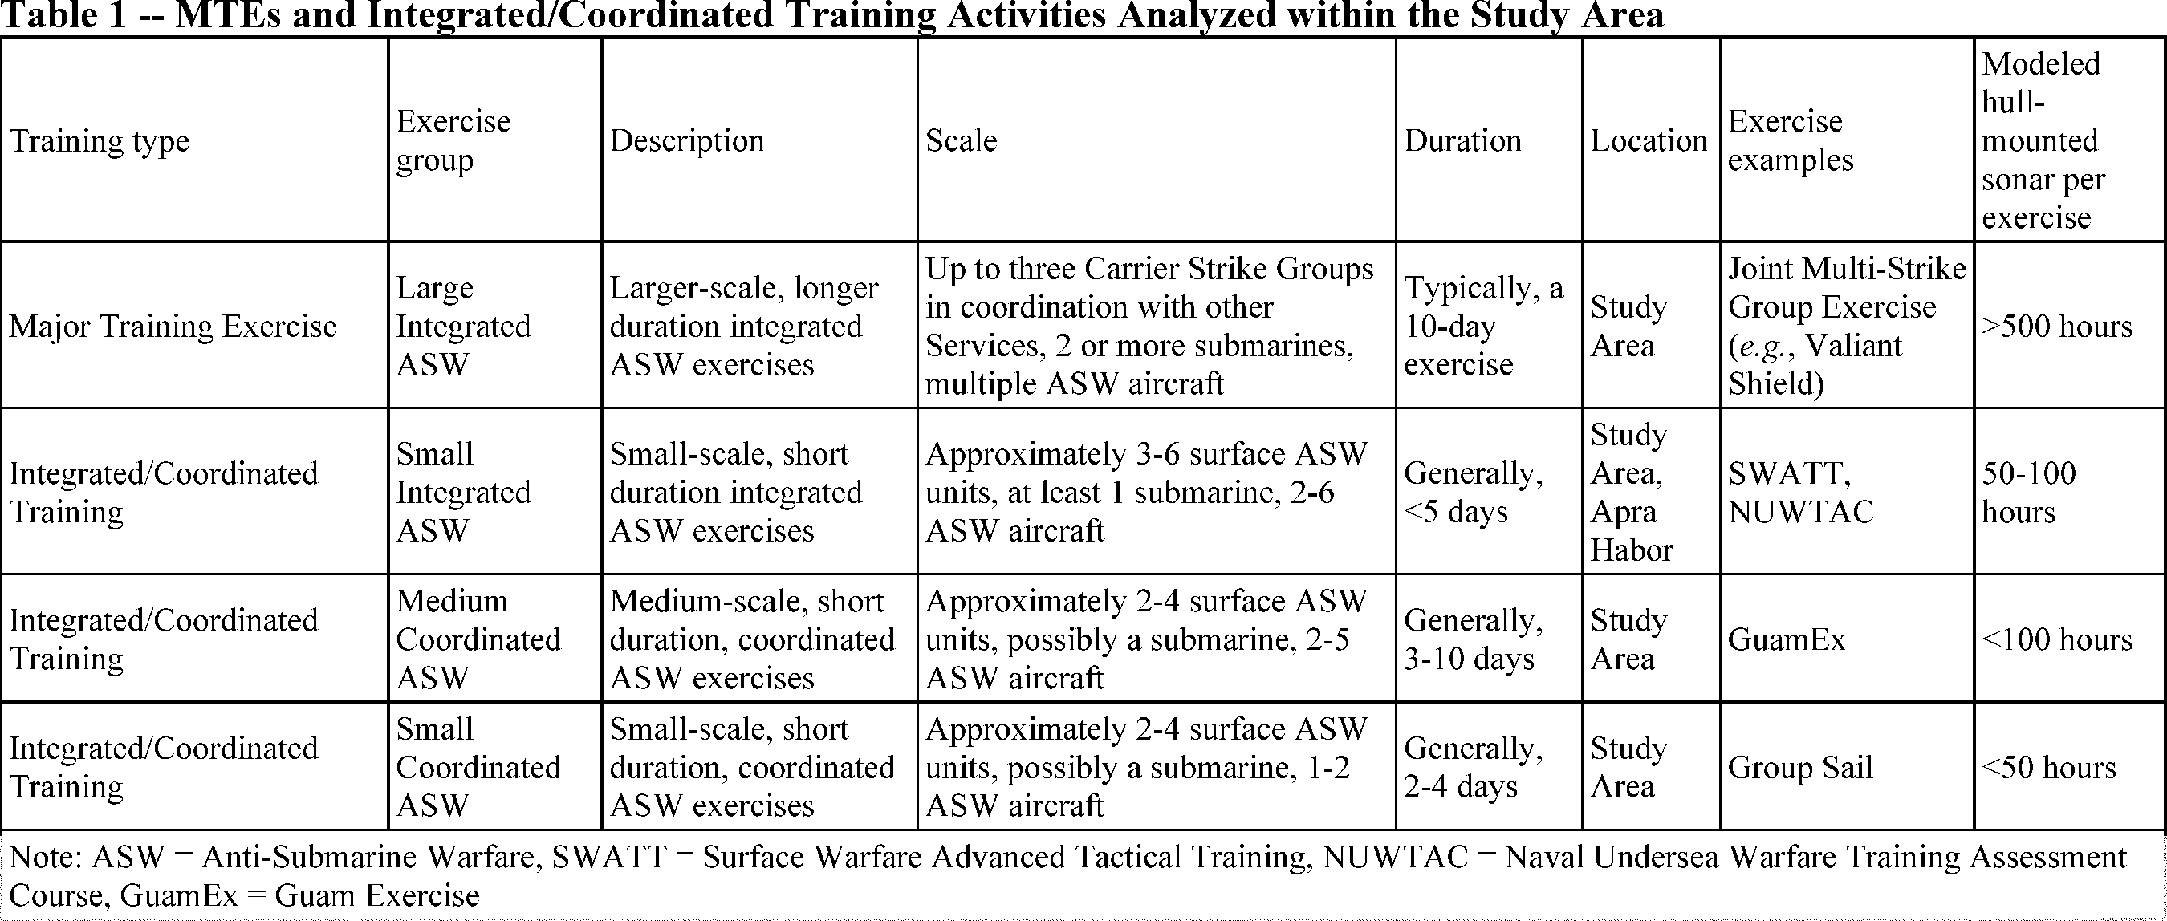 Table 1 -- MTEs and Integrated/Coordinated Training Activities Analyzed within the Study Area
Training type
Exercise
group
Description
Scale
Duration
Location
Exercise
examples
Modeled
hull-
mounted
sonar per
exercise
Major Training Exercise
Large
Integrated
ASW
Larger-scale, longer
duration integrated
ASW exercises
Up to three Carrier Strike Groups
in coordination with other
Services, 2 or more submarines,
multiple ASW aircraft
Typically, a
10-day
exercise
Study
Area
Joint Multi-Strike
Group Exercise
(e.g., Valiant
Shield)
>500 hours
Integrated/Coordinated
Training
Small
Integrated
ASW
Small-scale, short
duration integrated
ASW exercises
Approximately 3-6 surface ASW
units, at least 1 submarine, 2-6
ASW aircraft
Generally,
<5 days
Study
Area,
Apra
Habor
SWATT,
NUWTAC
50-100
hours
Integrated/Coordinated
Training
Medium
Coordinated
ASW
Medium-scale, short
duration, coordinated
ASW exercises
Approximately 2-4 surface ASW
units, possibly a submarine, 2-5
ASW aircraft
Generally,
3-10 days
Study
Area
GuamEx
<100 hours
Integrated/Coordinated
Training
Small
Coordinated
ASW
Small-scale, short
duration, coordinated
ASW exercises
Approximately 2-4 surface ASW
units, possibly a submarine, 1-2
ASW aircraft
Generally,
2-4 days
Study
Area
Group Sail
<50 hours
Note: ASW = Anti-Submarine Warfare, SWATT = Surface Warfare Advanced Tactical Training, NUWTAC = Naval Undersea Warfare Training Assessment
Course, GuamEx = Guam Exercise